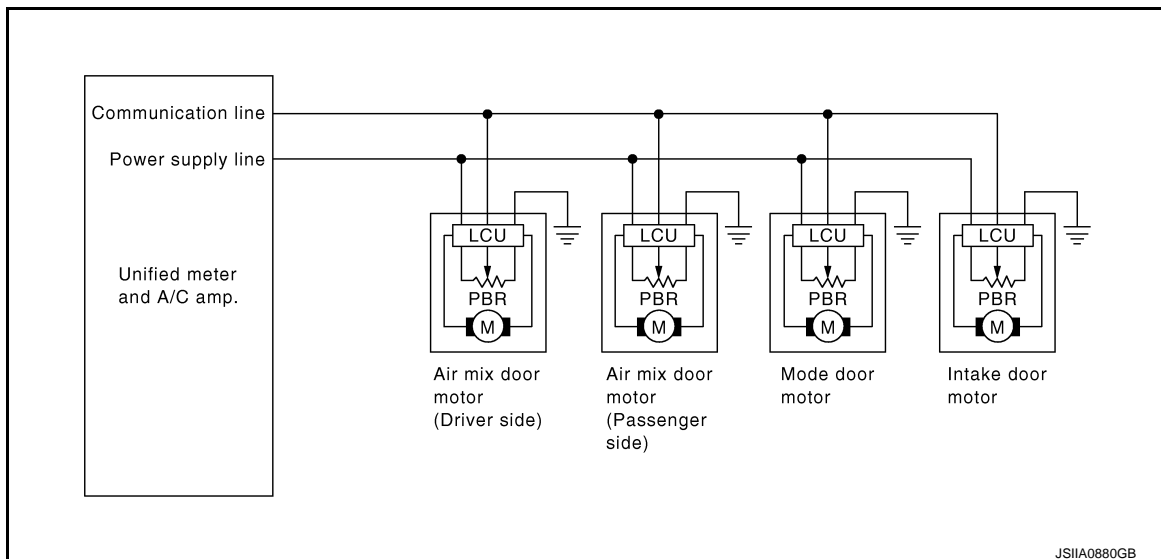 Communication line
Power supply line
Unified meter
and A/C amp.
LCU
PBR
M
Air mix door
motor
(Driver side)
LCU
PBR
M
Air mix door
motor
(Passenger
side)
LCU
PBR
M
Mode door
motor
LCU
PBR
M
Intake door
motor
JSIIA0880GB